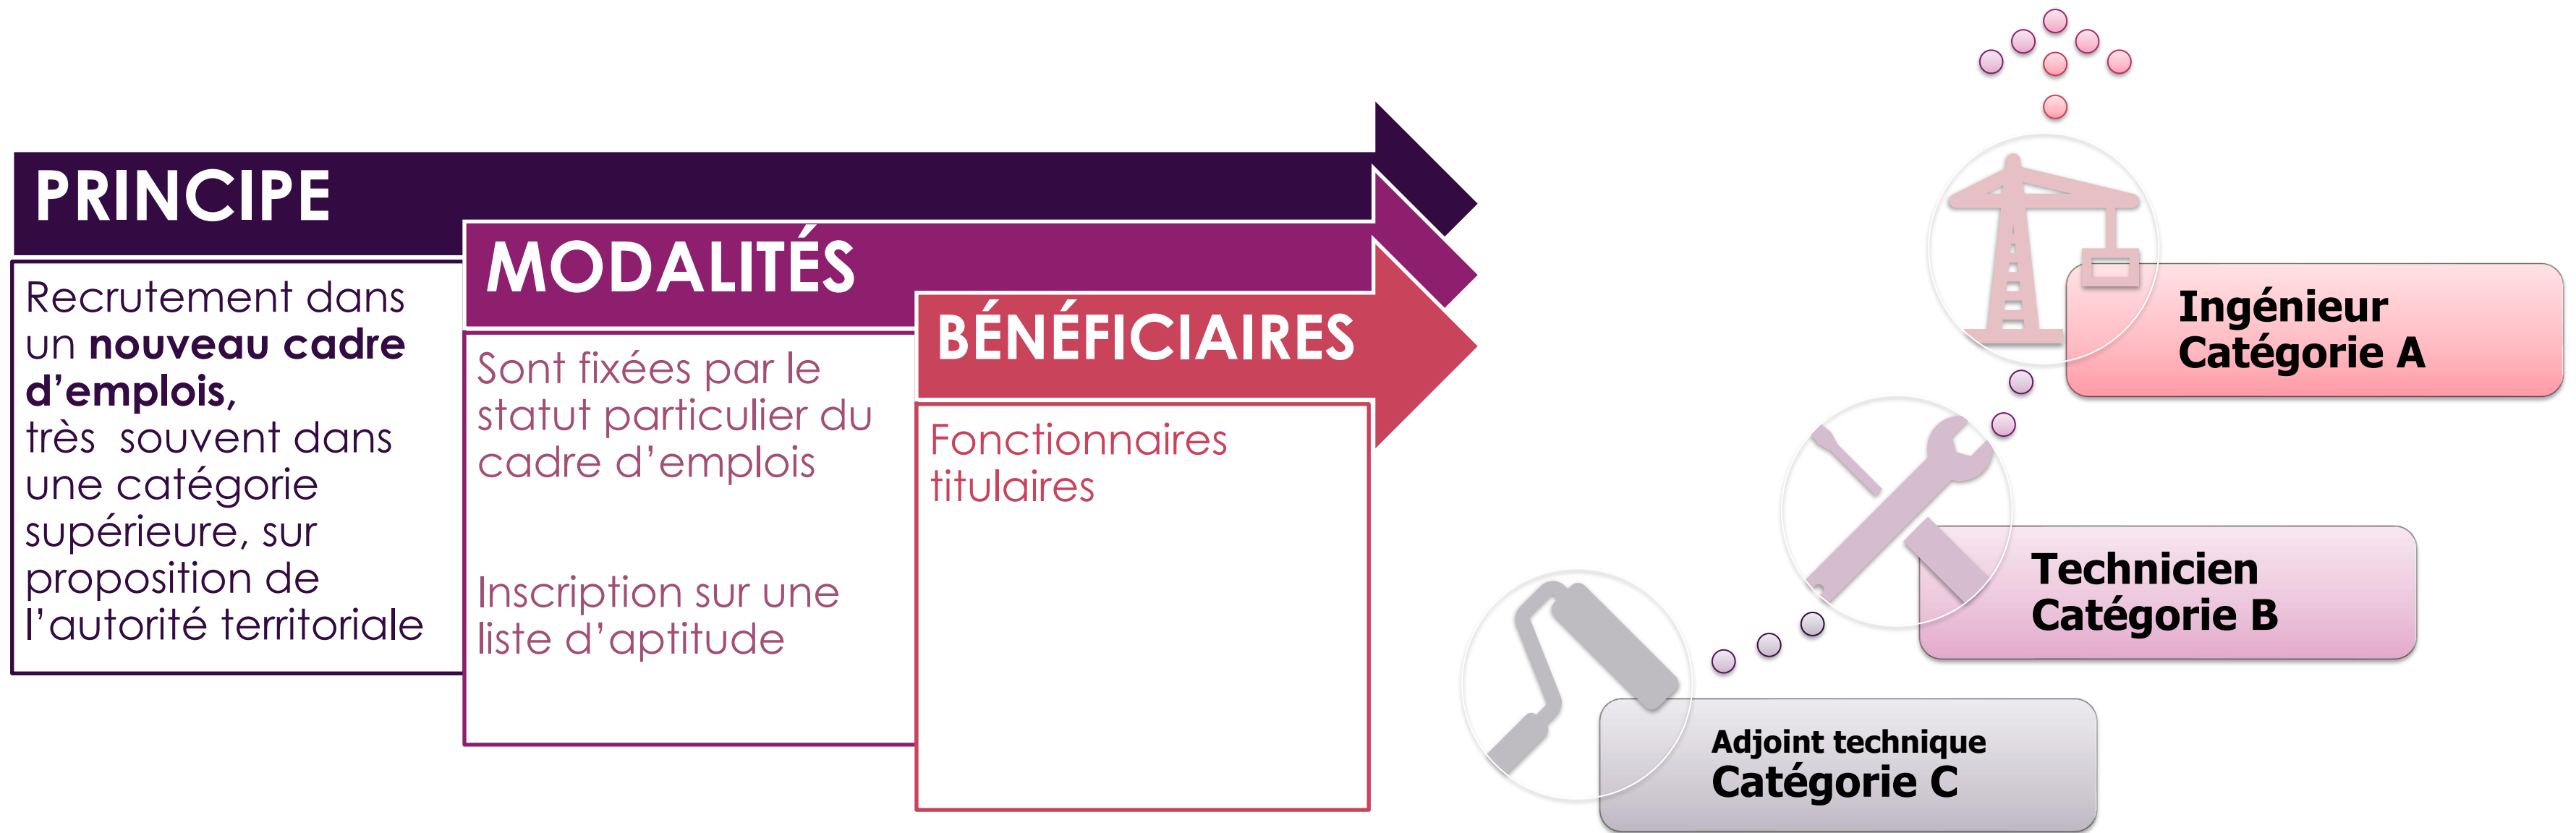 PRINCIPE
Recrutement dans
un nouveau cadre
d’emplois,
très  souvent dans
une catégorie
supérieure, sur
proposition de
l’autorité territoriale
MODALITÉS
Sont fixées par le
statut particulier du
cadre d’emplois
Inscription sur une
liste d’aptitude
BÉNÉFICIAIRES
Fonctionnaires
titulaires
Ingénieur
Catégorie A
Technicien
Catégorie B
Adjoint technique
Catégorie C